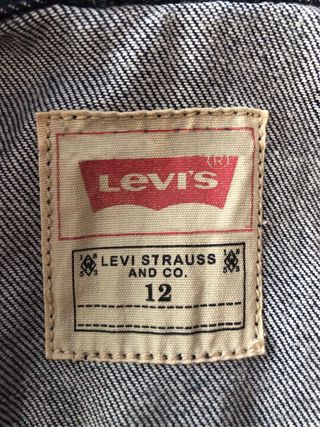 (R)
LEVI'S
LEVI STRAUSS
AND CO.
12